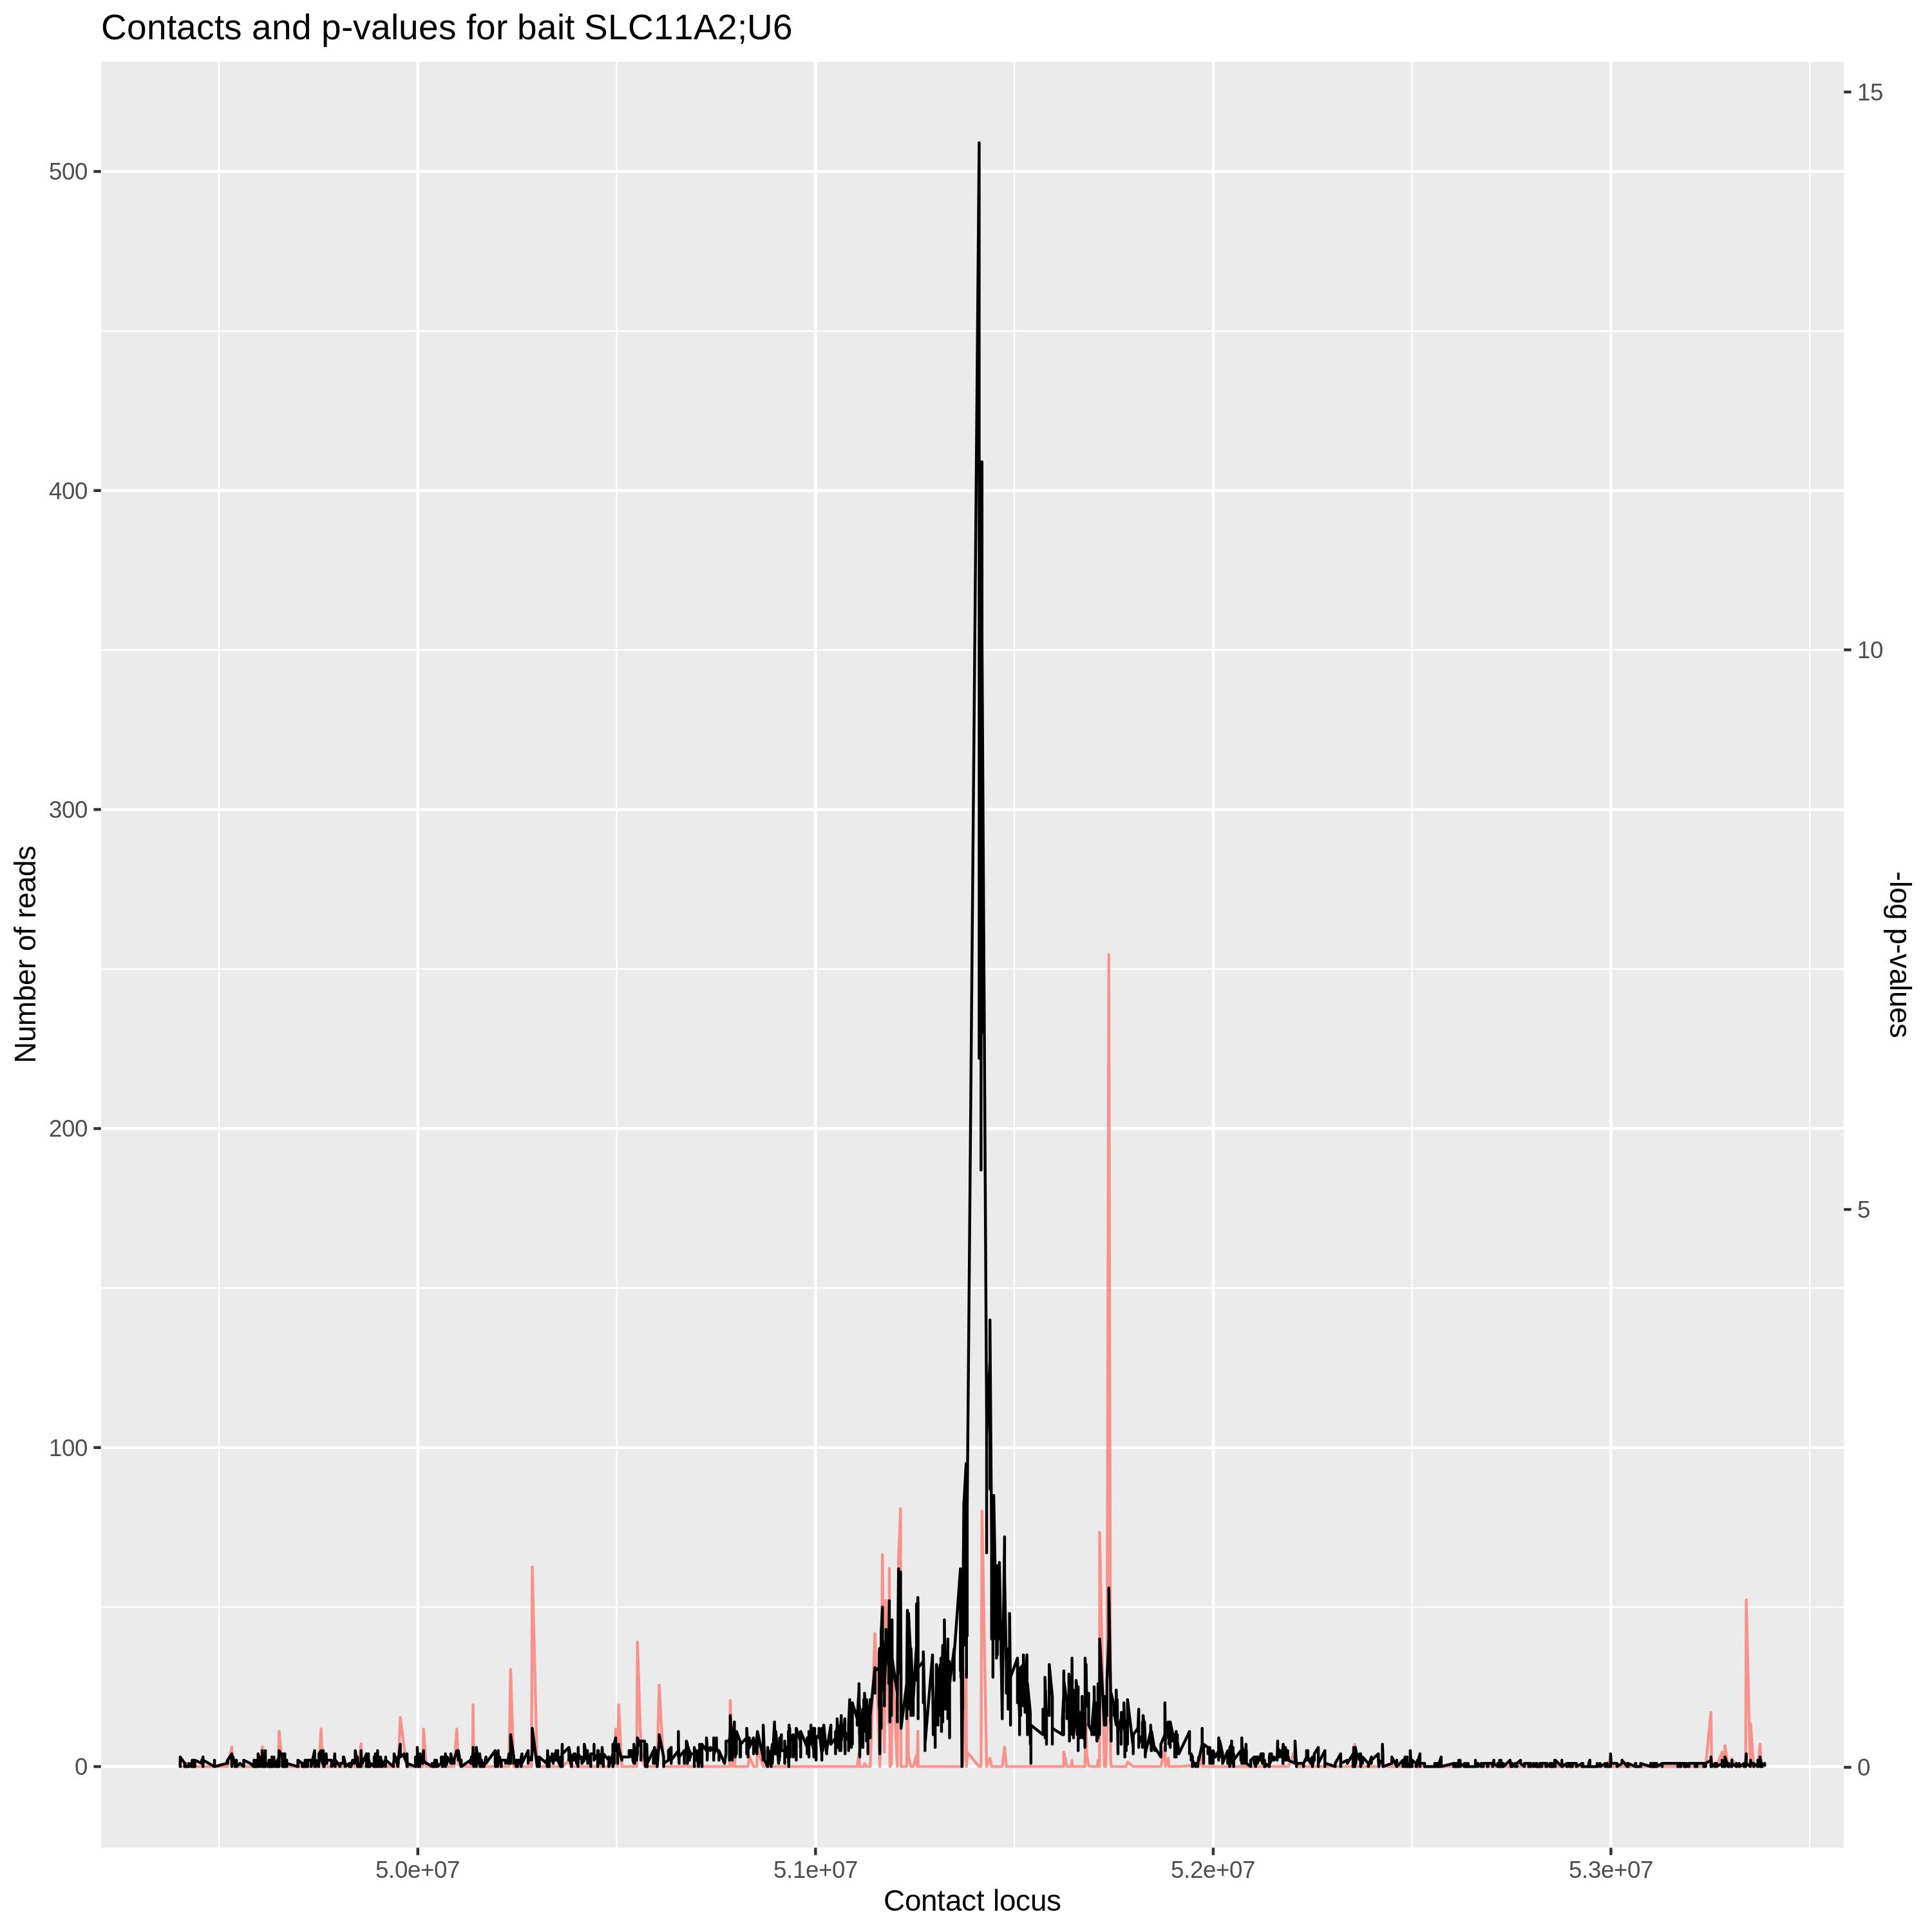 Contacts and p-values for bait SLC11A2;U6
Number of reads
500
400
300
200
100
0
15
10
5
0
-log p-values
5.0e+07
5.1e+07
5.2e+07
5.3e+07
Contact locus